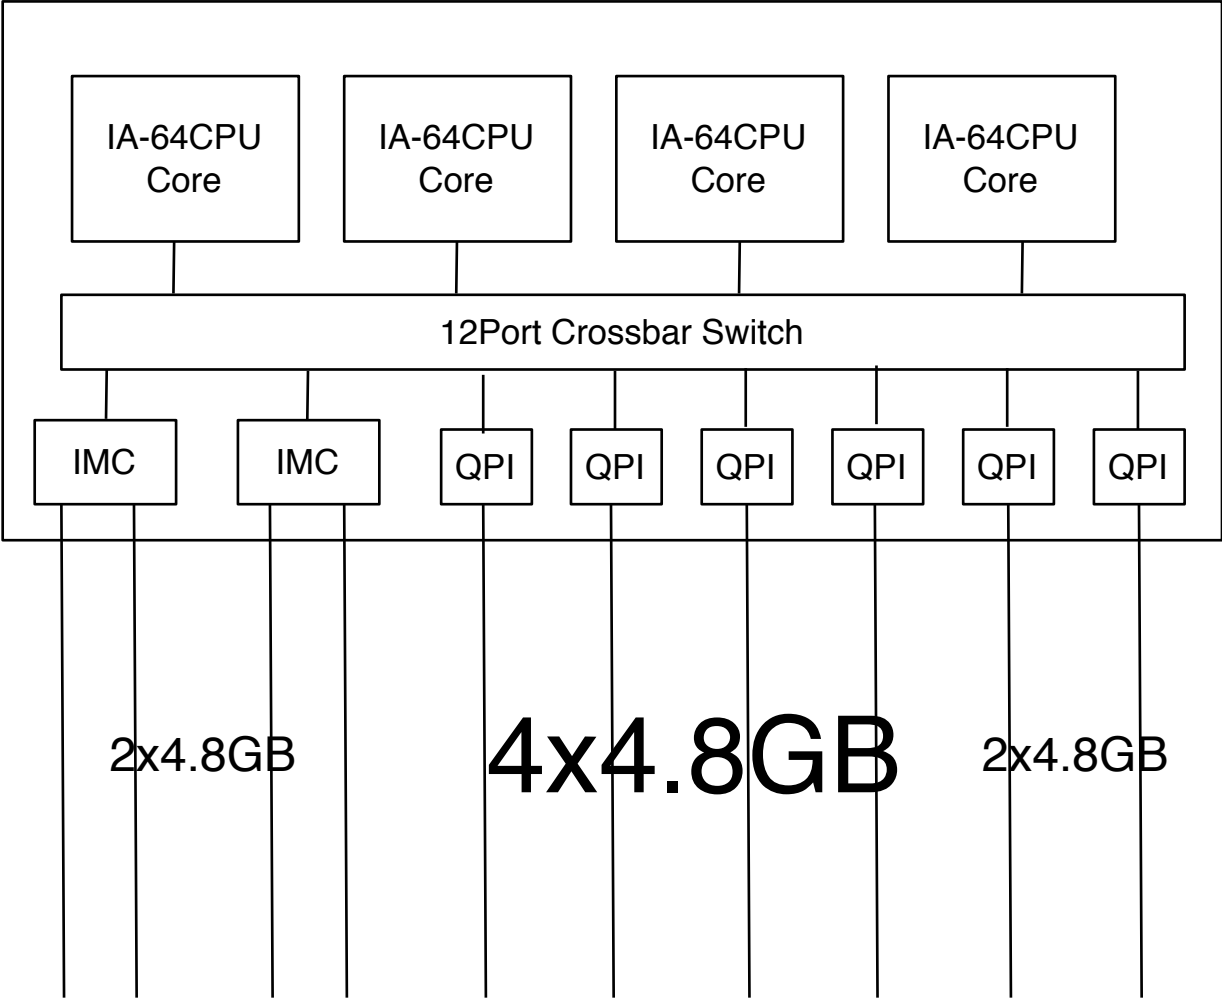 IA-64CPU
Core
IA-64CPU
Core
IA-64CPU
Core
IA-64CPU
Core
12Port Crossbar Switch
IMC
IMC
QPI
QPI
QPI
QPI
QPI
QPI
2x4.8GB
4x4.8GB
2x4.8GB